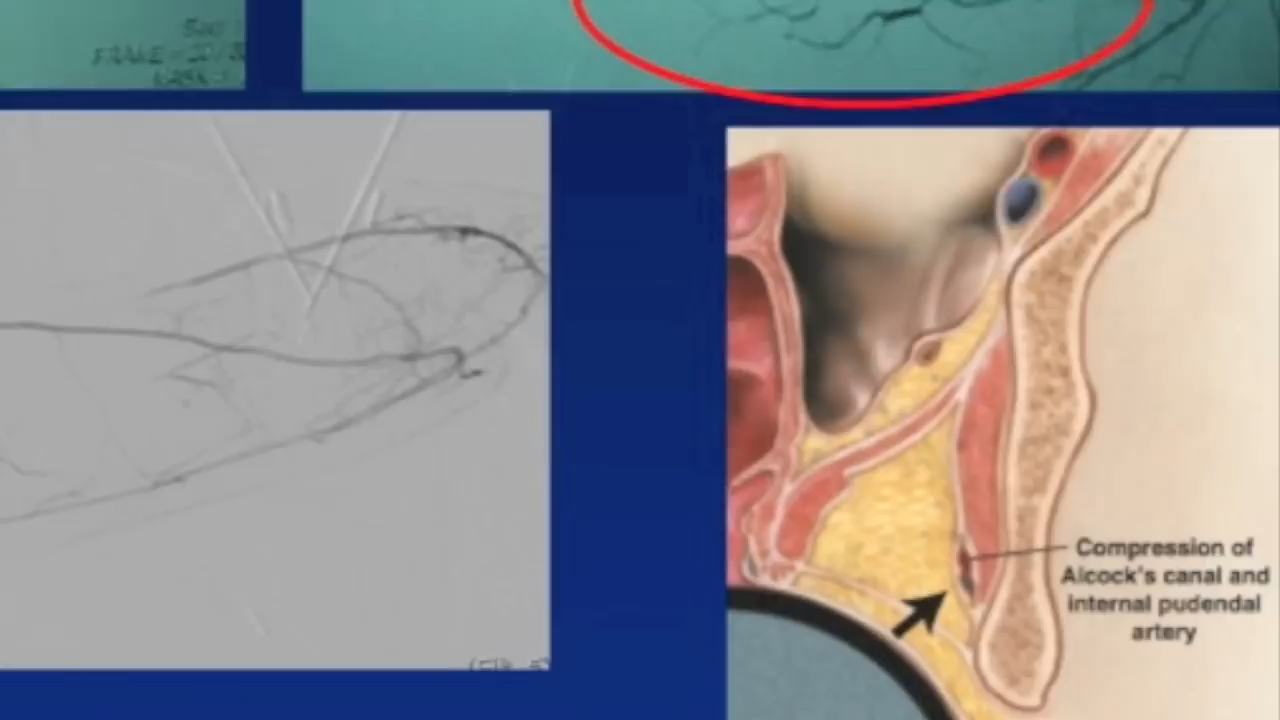 Compression of
Alcock's canal and
internal pudendal
artery